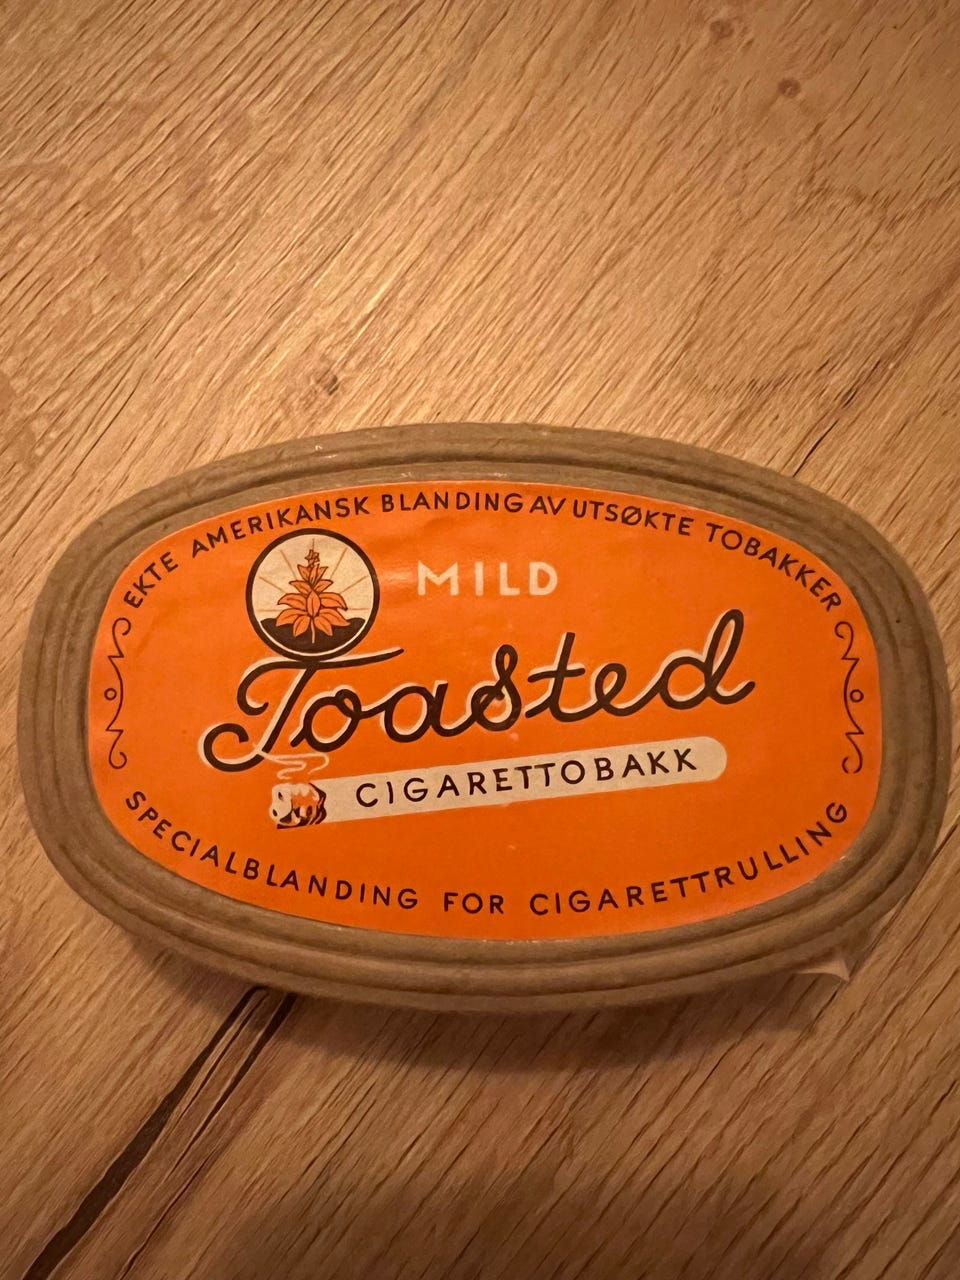 EKTE AMERIKANSK BLANDING AV UTSØKTE TOBAKKER
MILD
Toasted
CIGARETTOBAKK
SPECIALBLANDING FOR CIGARETTRULLING